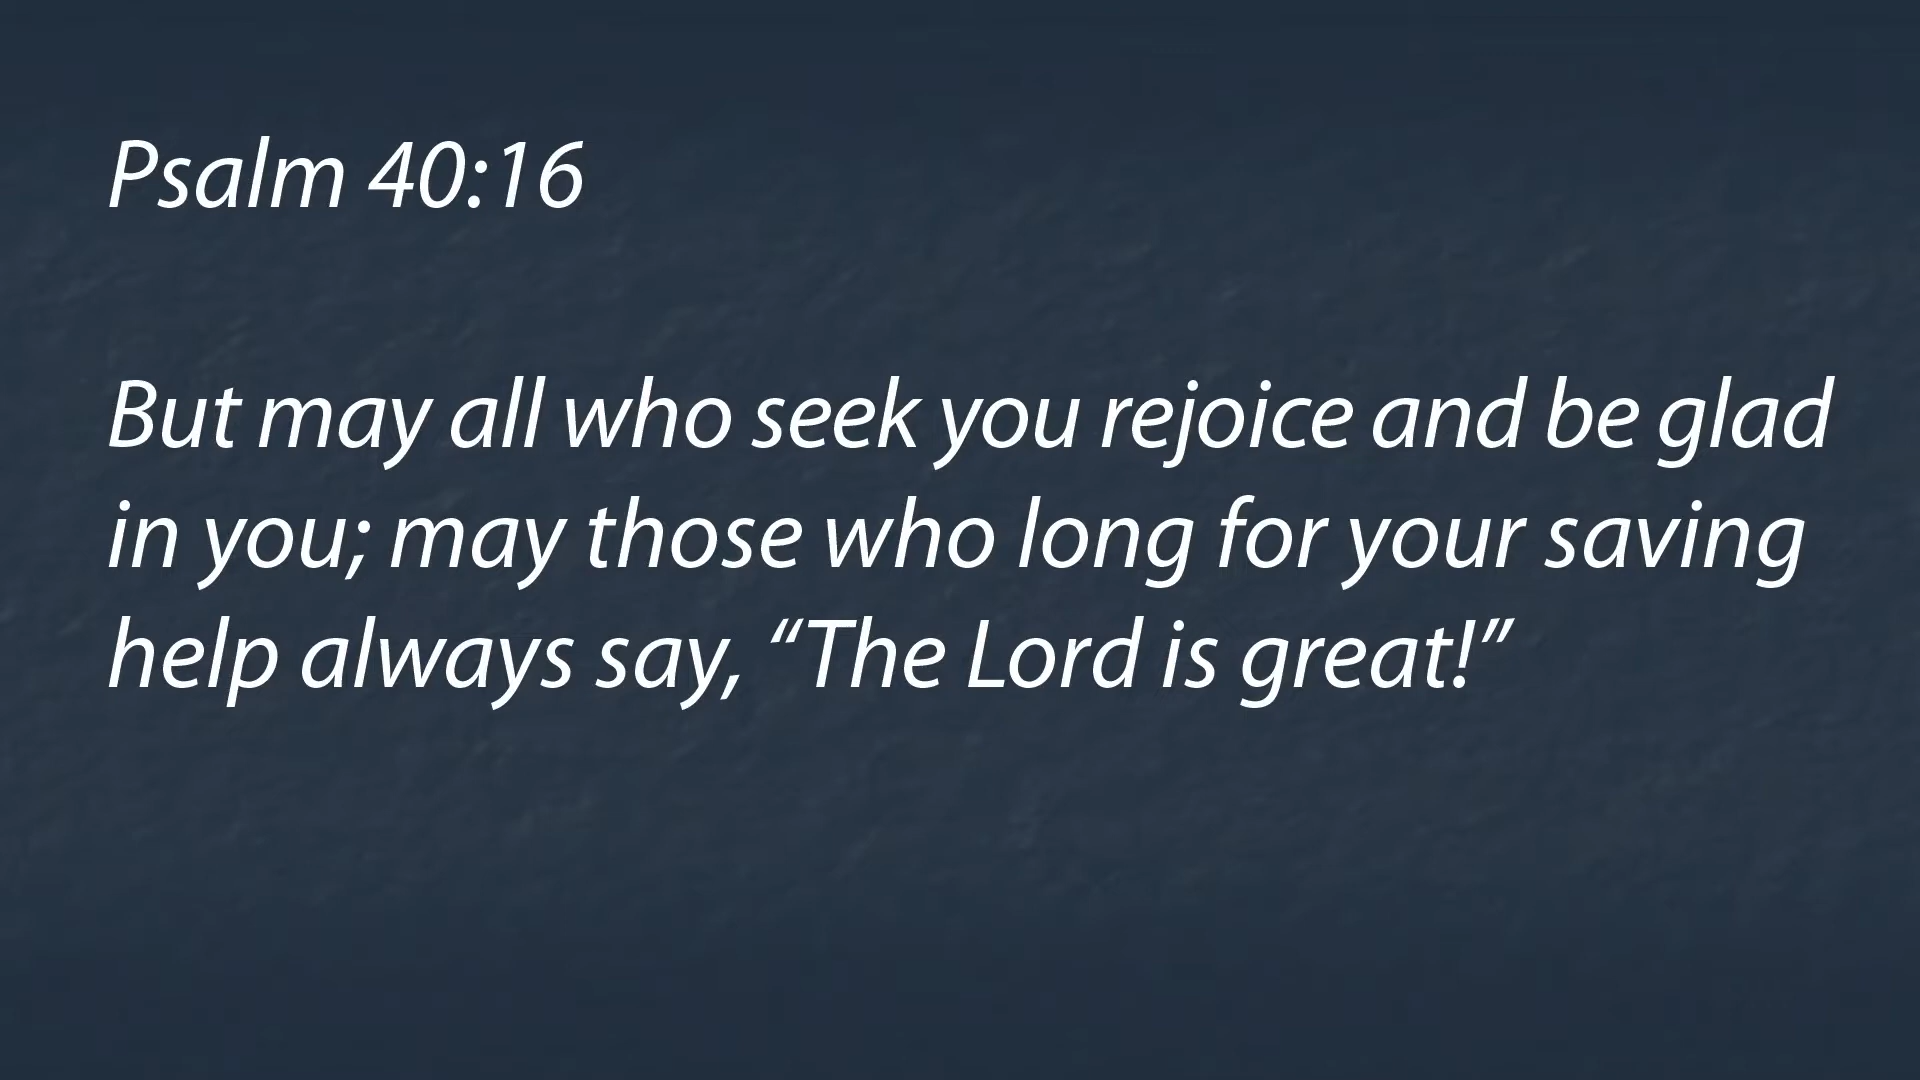 Psalm 40:16
But may all who seek you rejoice and be glad
in you; may those who long for your saving
help always say, “The Lord is great!”